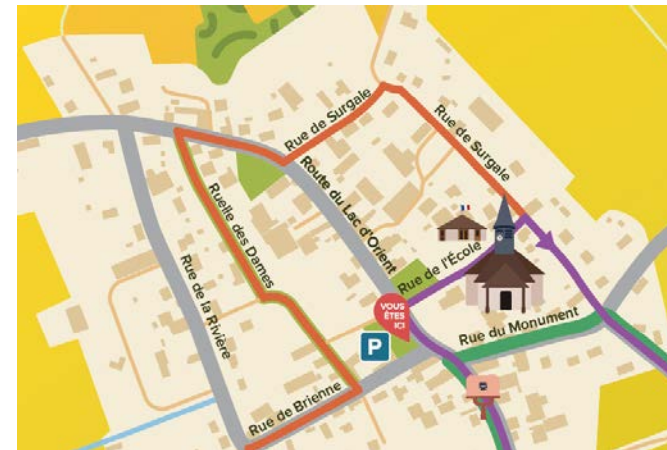 Rue de Surgale
Rue de Surgale
Route du Lac d'Orient
Ruelle des Dames
Rue de la Rivière
Rue de l'École
VOUS
ÊTES
ICI
P
Rue du Monument
Rue de Brienne